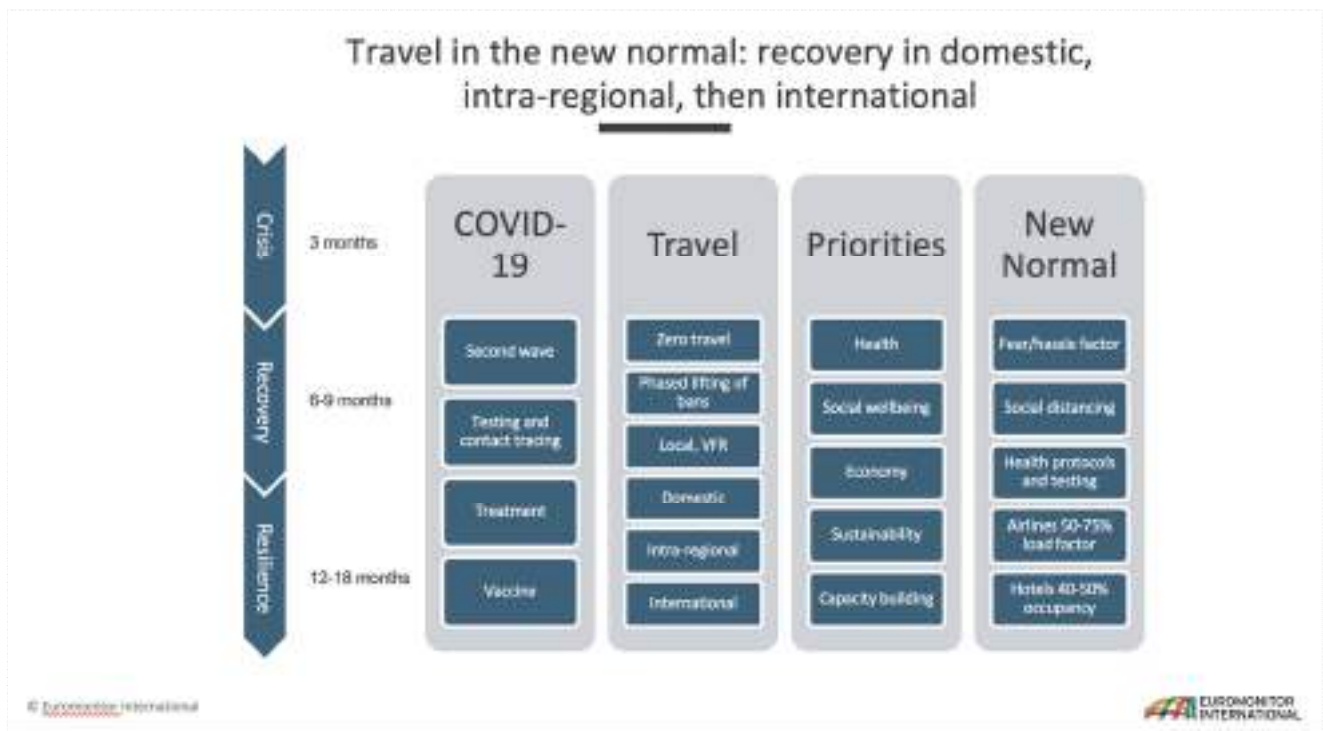 Travel in the new normal: recovery in domestic,
intra-regional, then international
Crisis
3 months
Recovery
6-9 months
Resilience
12-18 months
COVID-
19
Second wave
Testing and
contact tracing
Treatment
Vaccine
Travel
Zero travel
Phased lifting of
bans
Local, VFR
Domestic
Intra-regional
International
Priorities
Health
Social wellbeing
Economy
Sustainability
Capacity building
New
Normal
Fear/hassle factor
Social distancing
Health protocols
and testing
Airlines 50-75%
load factor
Hotels 40-50%
occupancy
© Euromonitor International
EUROMONITOR
INTERNATIONAL